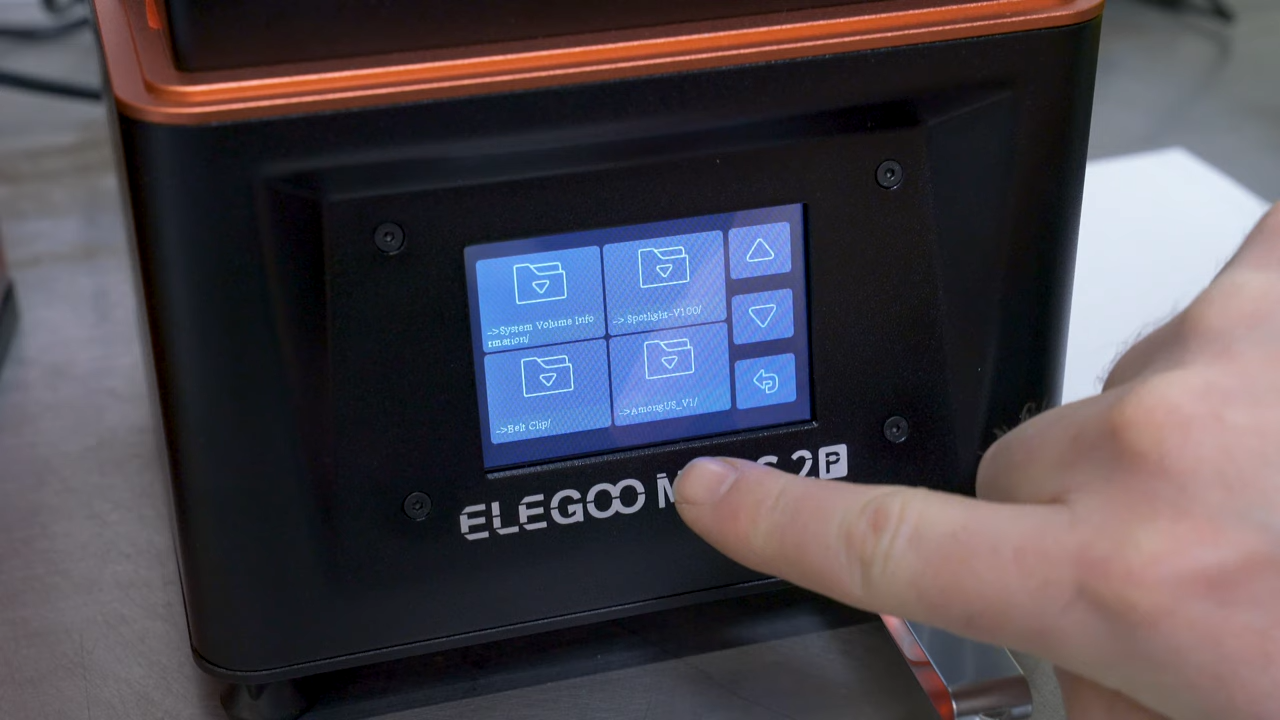 ->System Volume Info
rmation/
->Spotlight-V100/
->Belt Clip/
->AmongUS_V1/
ELEGOO 2P